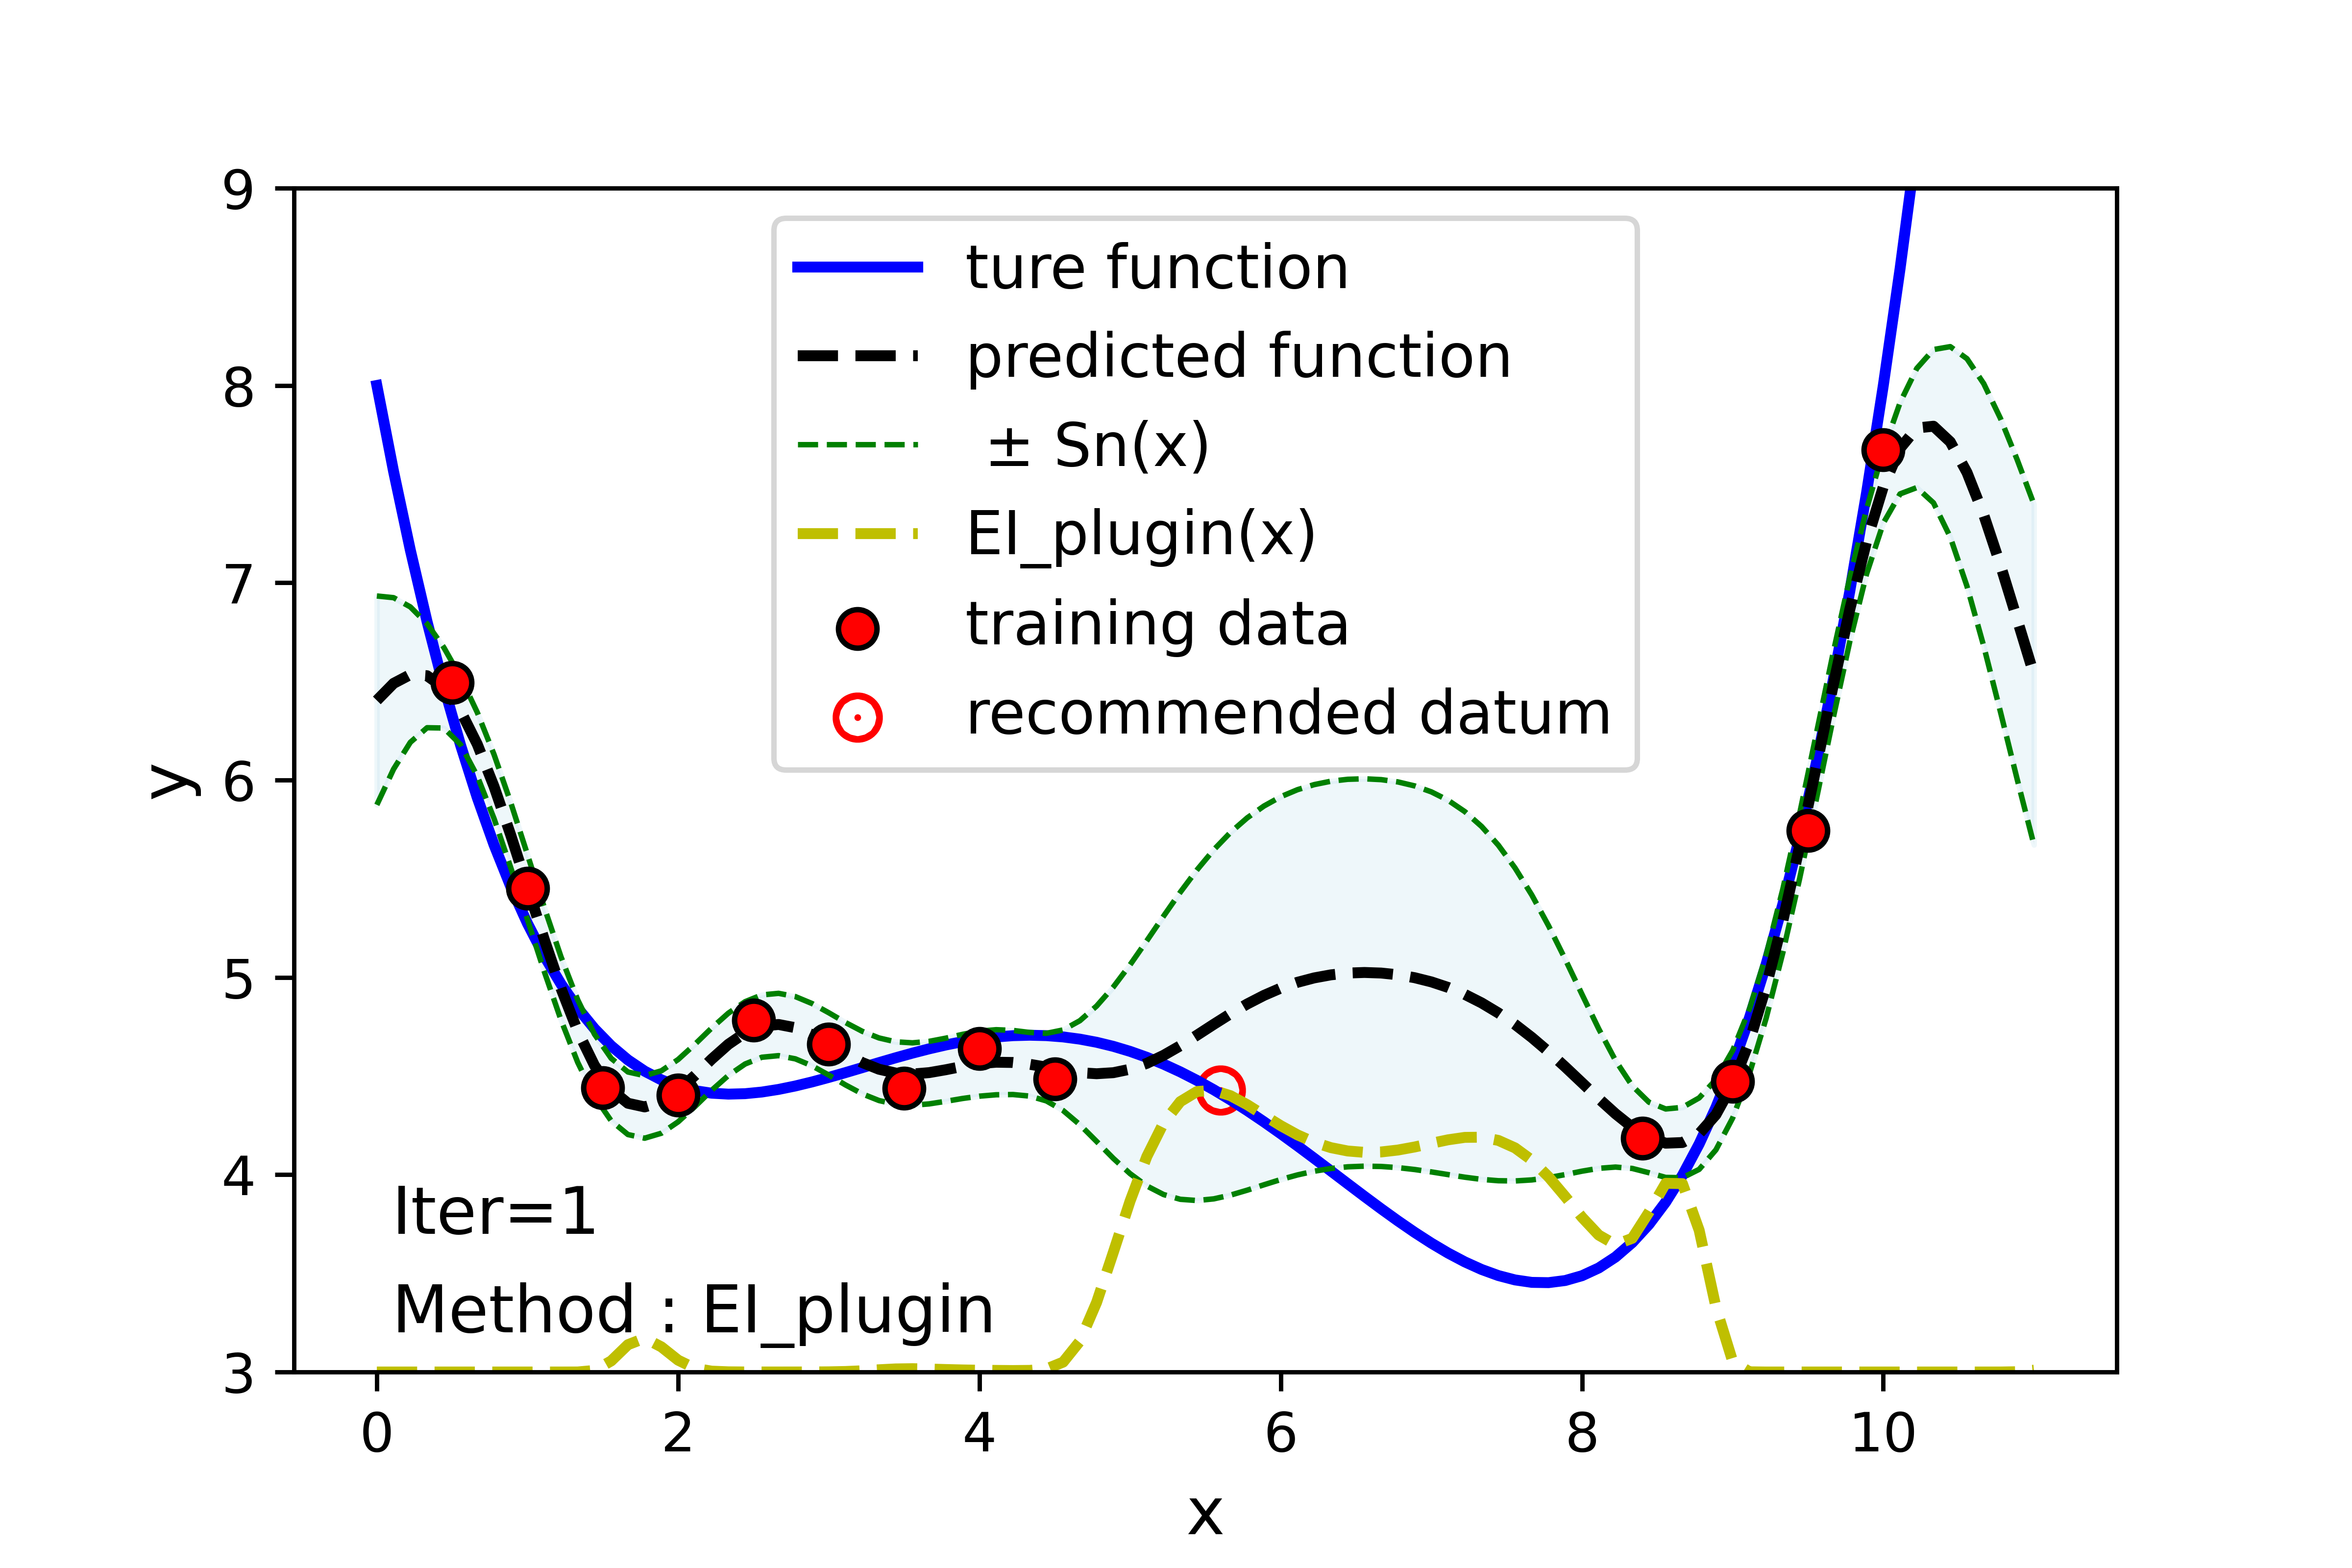 9
8
7
6
5
4
3
y
ture function
predicted function
± Sn(x)
EI_plugin(x)
training data
recommended datum
Iter=1
Method : EI_plugin
0 2 4 6 8 10
x